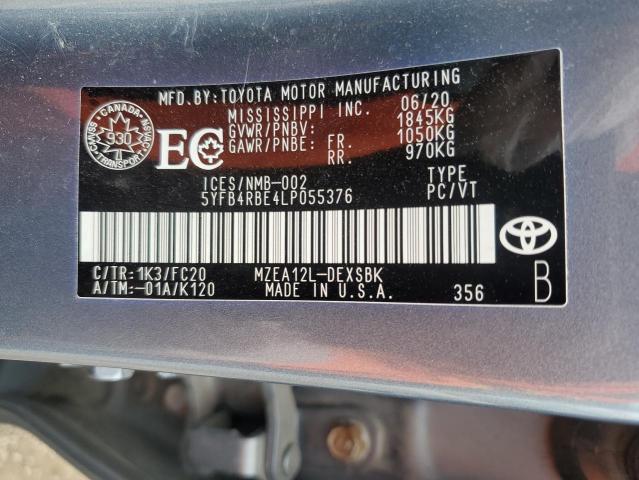 MFD.BY:TOYOTA MOTOR MANUFACTURING
MISSISSIPPI INC. 06/20
GVWR/PNBV: 1845KG
GAWR/PNBE: FR. 1050KG
RR. 970KG
CANADA
930
TRANSPORT
EC
ICES/NMB-002
TYPE
5YFB4RBE4LP055376
PC/VT
C/TR:1K3/FC20
MZEA12L-DEXSBK
A/TM:-01A/K120
MADE IN U.S.A.
356
B